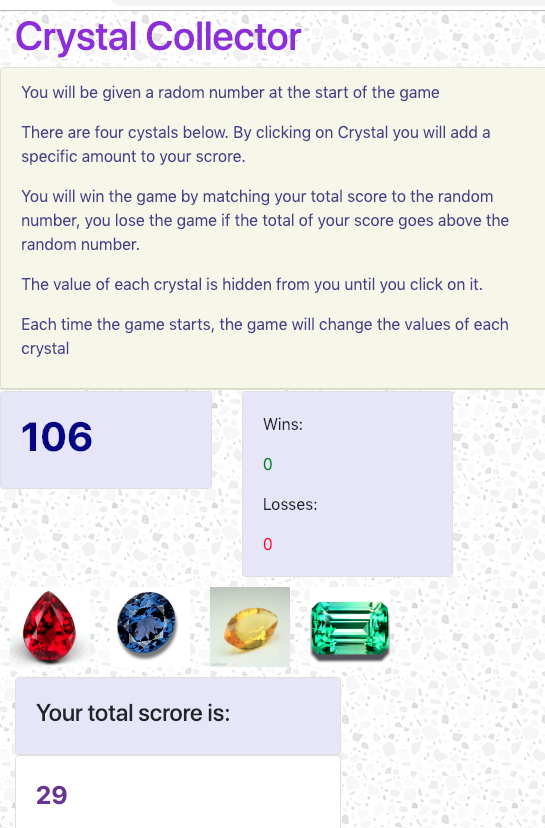 Crystal Collector
You will be given a radom number at the start of the game
There are four cystals below. By clicking on Crystal you will add a
specific amount to your scrore.
You will win the game by matching your total score to the random
number, you lose the game if the total of your score goes above the
random number.
The value of each crystal is hidden from you until you click on it.
Each time the game starts, the game will change the values of each
crystal
106
Wins:
0
Losses:
0
Your total scrore is:
29